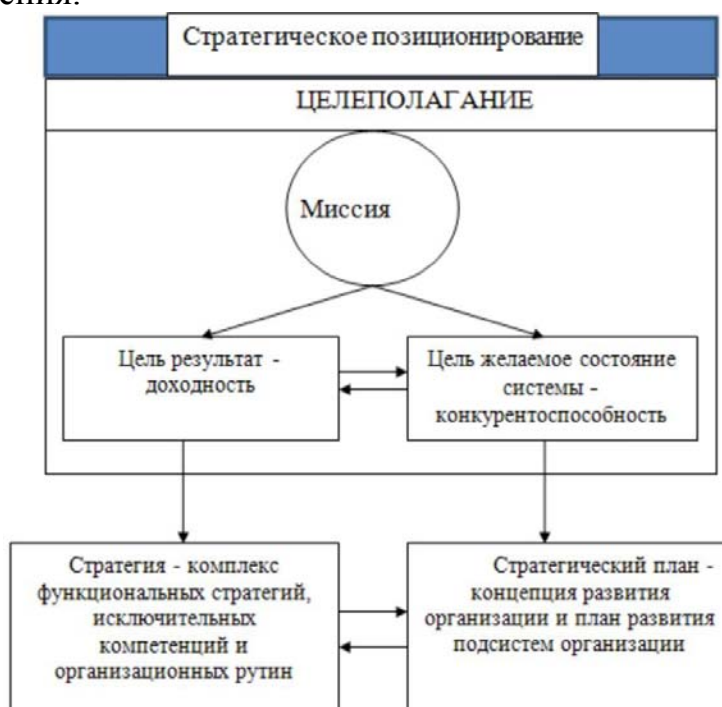 Стратегическое позиционирование
ЦЕЛЕПОЛАГАНИЕ
Миссия
Цель результат -
доходность
Цель желаемое состояние
системы -
конкурентоспособность
Стратегия - комплекс
функциональных стратегий,
исключительных
компетенций и
организационных рутин
Стратегический план -
концепция развития
организации и план развития
подсистем организации